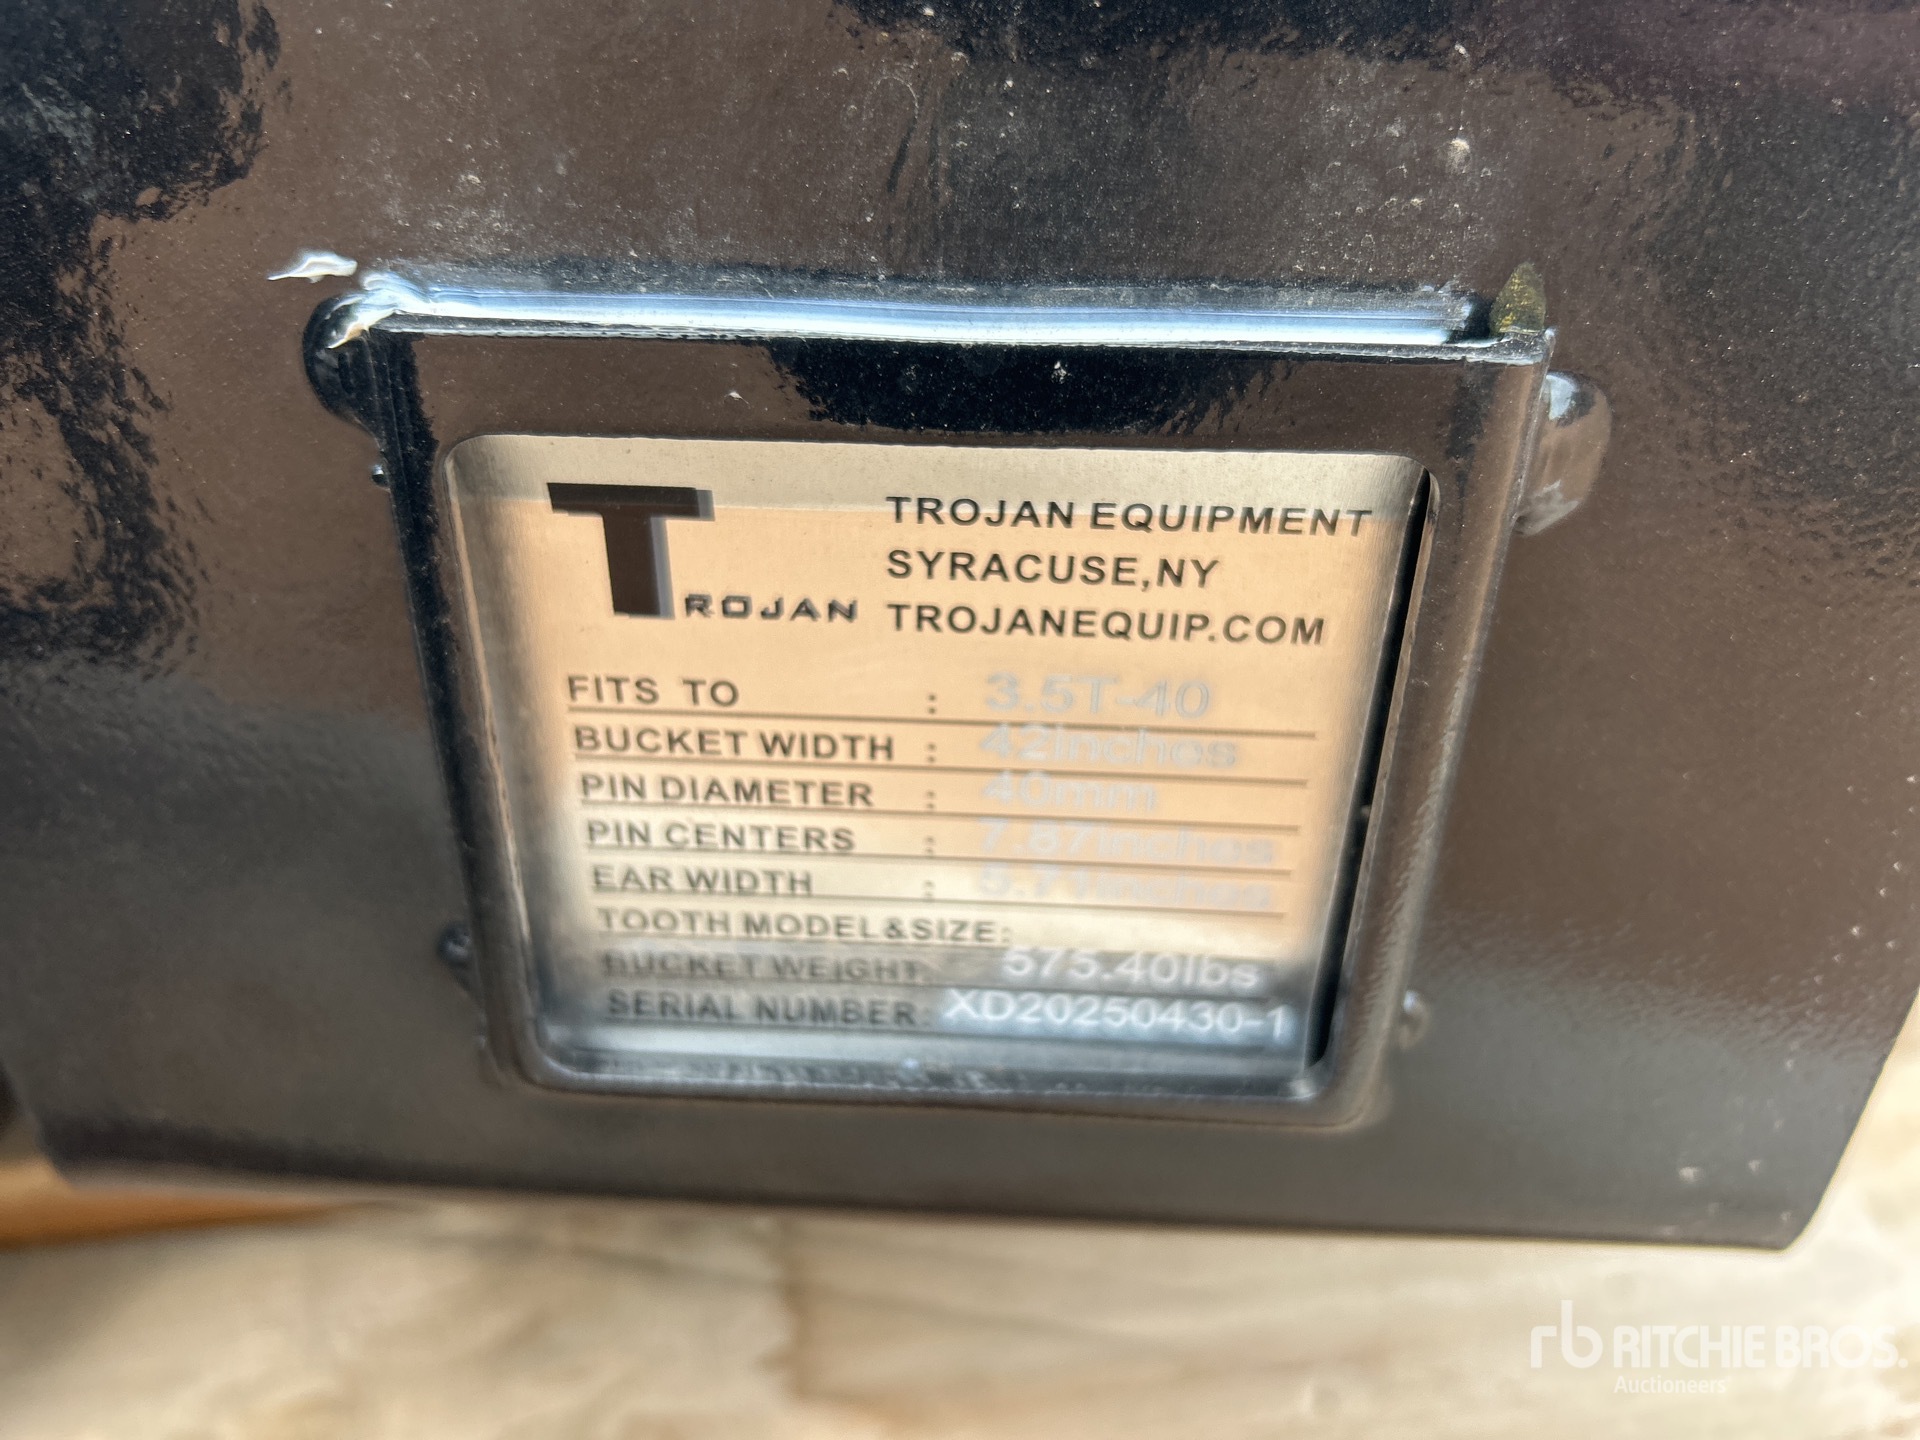 TROJAN
TROJAN EQUIPMENT
SYRACUSE,NY
TROJANEQUIP.COM
FITS TO : 3.5T-40
BUCKET WIDTH : 42inches
PIN DIAMETER : 40mm
PIN CENTERS : 7.87inches
EAR WIDTH : 5.71inches
TOOTH MODEL&SIZE:
BUCKET WEIGHT: 575.40lbs
SERIAL NUMBER: XD20250430-1
rb RITCHIE BROS.
Auctioneers